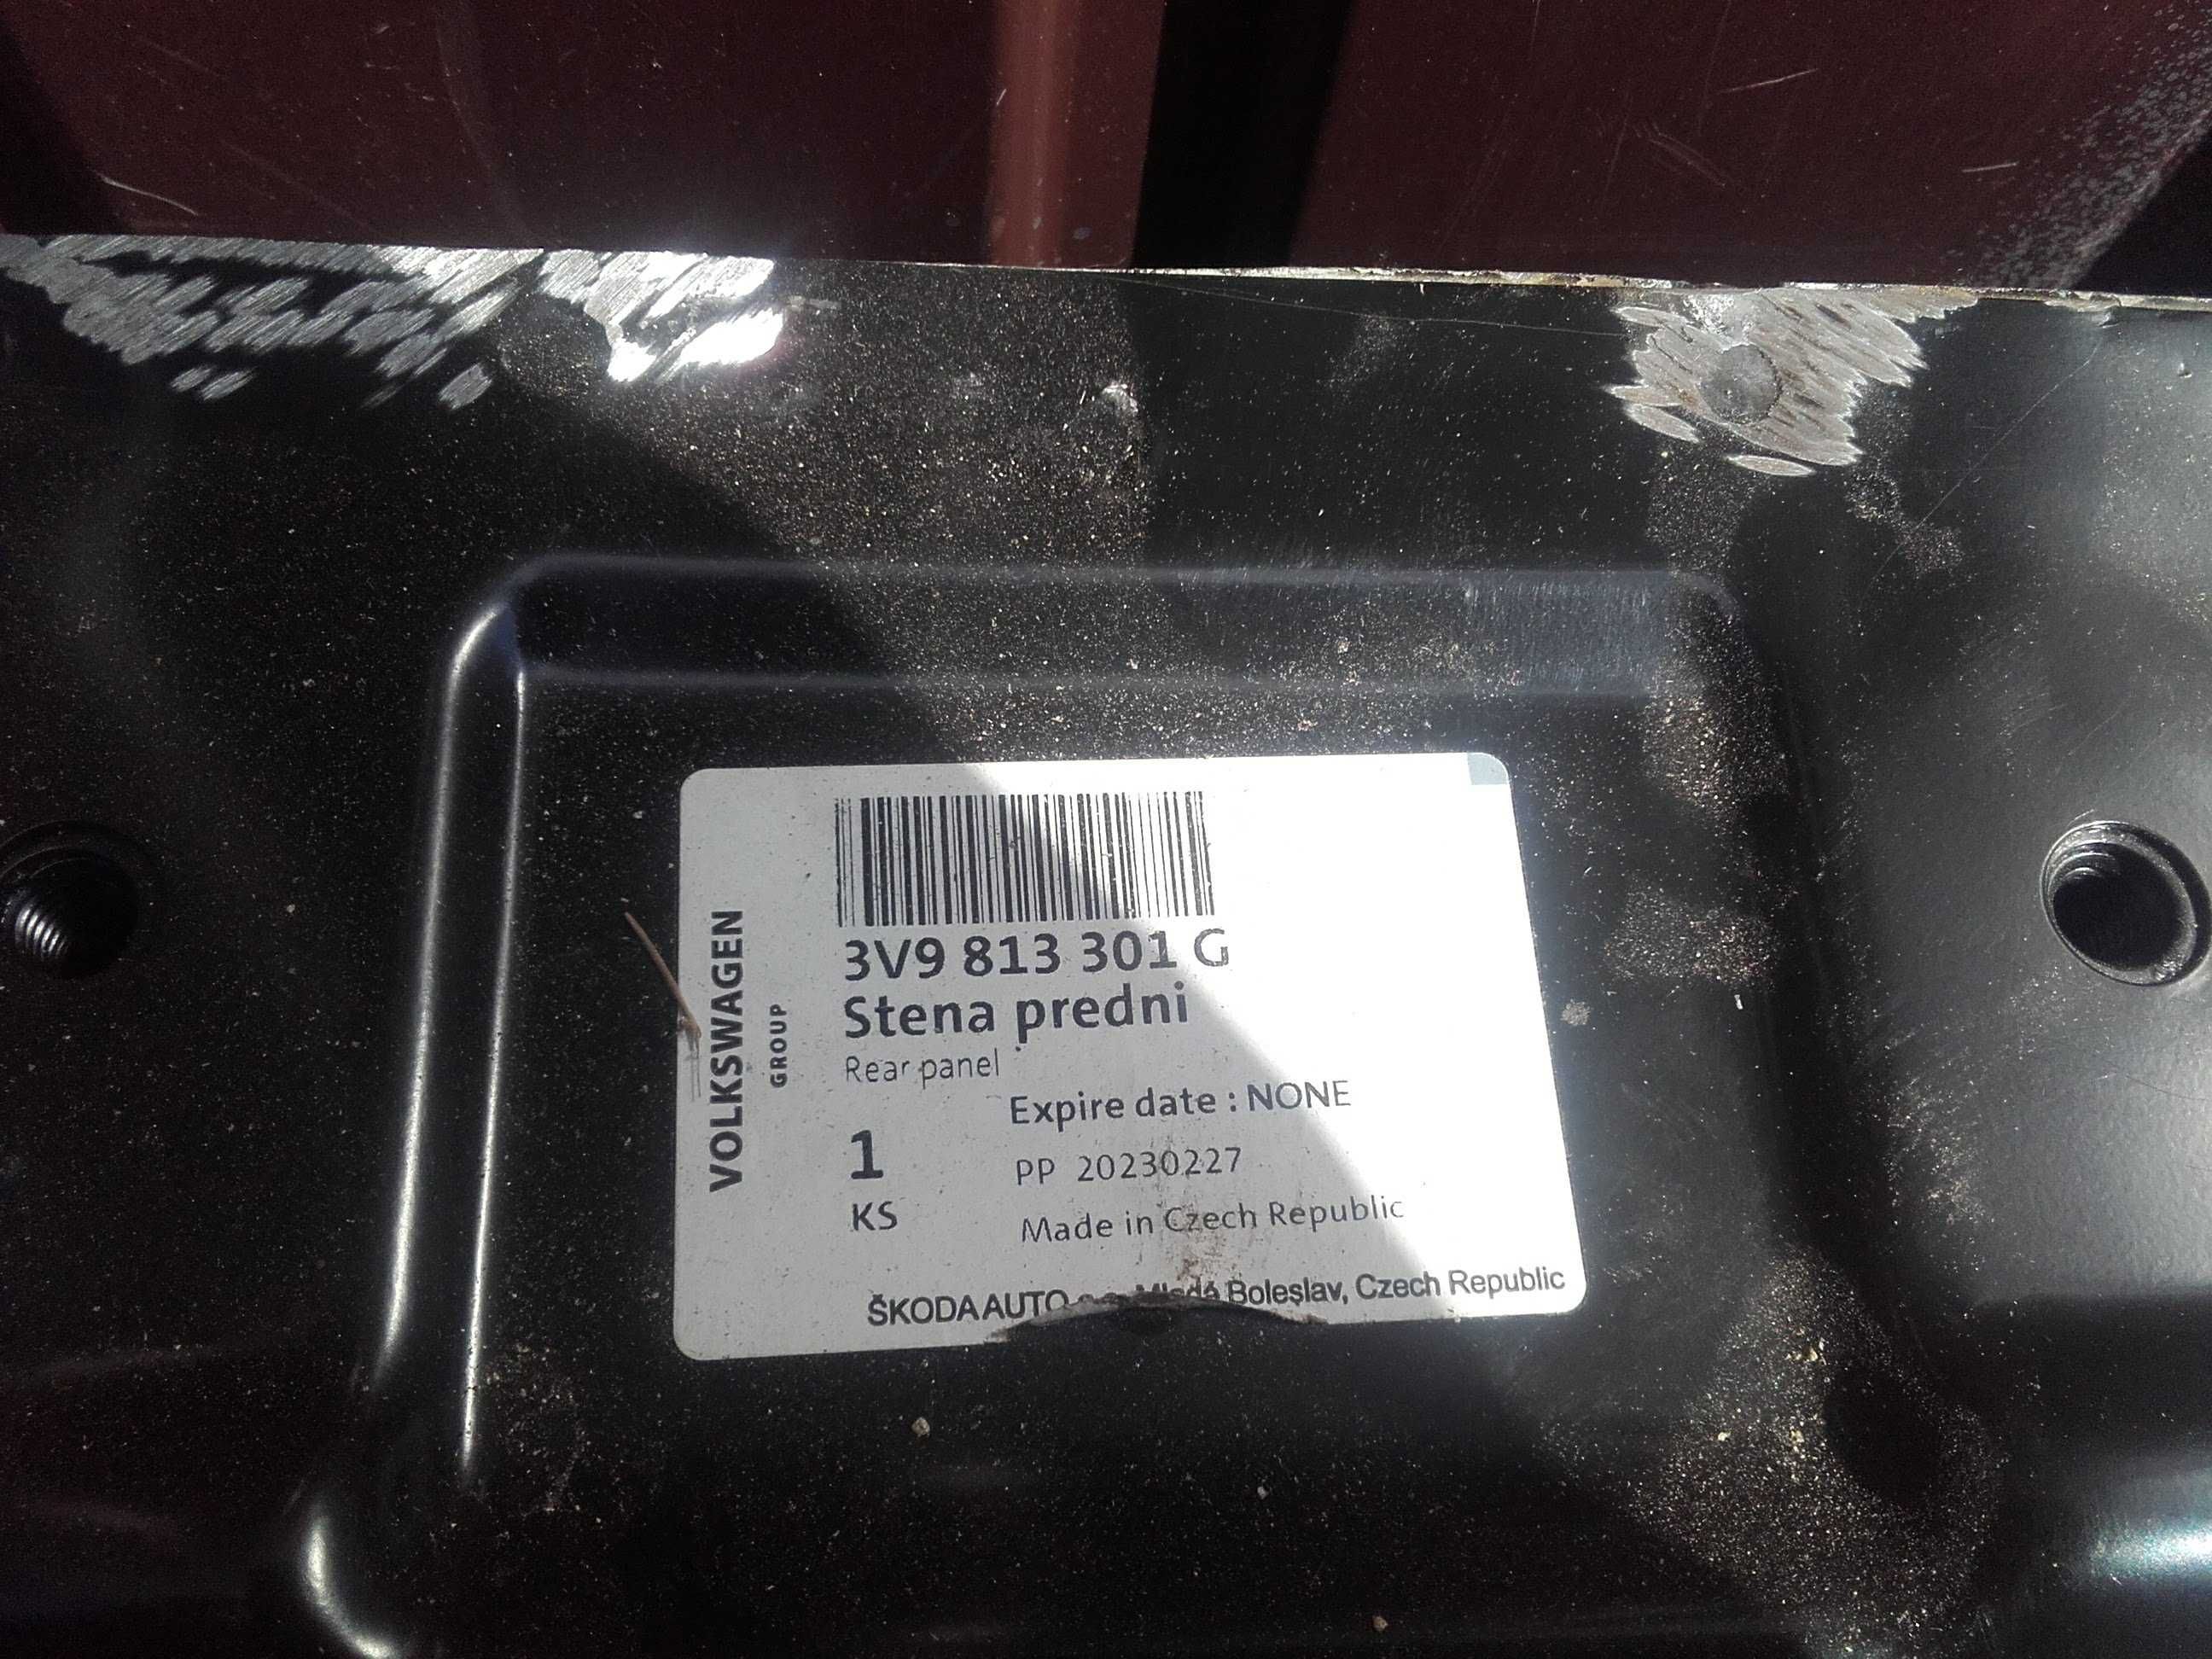 VOLKSWAGEN
GROUP
3V9 813 301 G
Stena predni
Rear panel
Expire date : NONE
1
PP 20230227
KS
Made in Czech Republic
ŠKODA AUTO Mladá Boleslav, Czech Republic